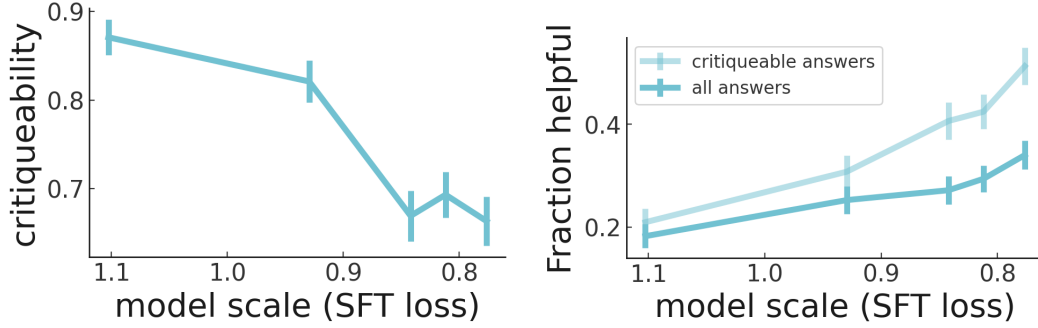 critiqueability
0.9
0.8
0.7
1.1 1.0 0.9 0.8
model scale (SFT loss)
Fraction helpful
critiqueable answers
all answers
0.4
0.2
1.1 1.0 0.9 0.8
model scale (SFT loss)